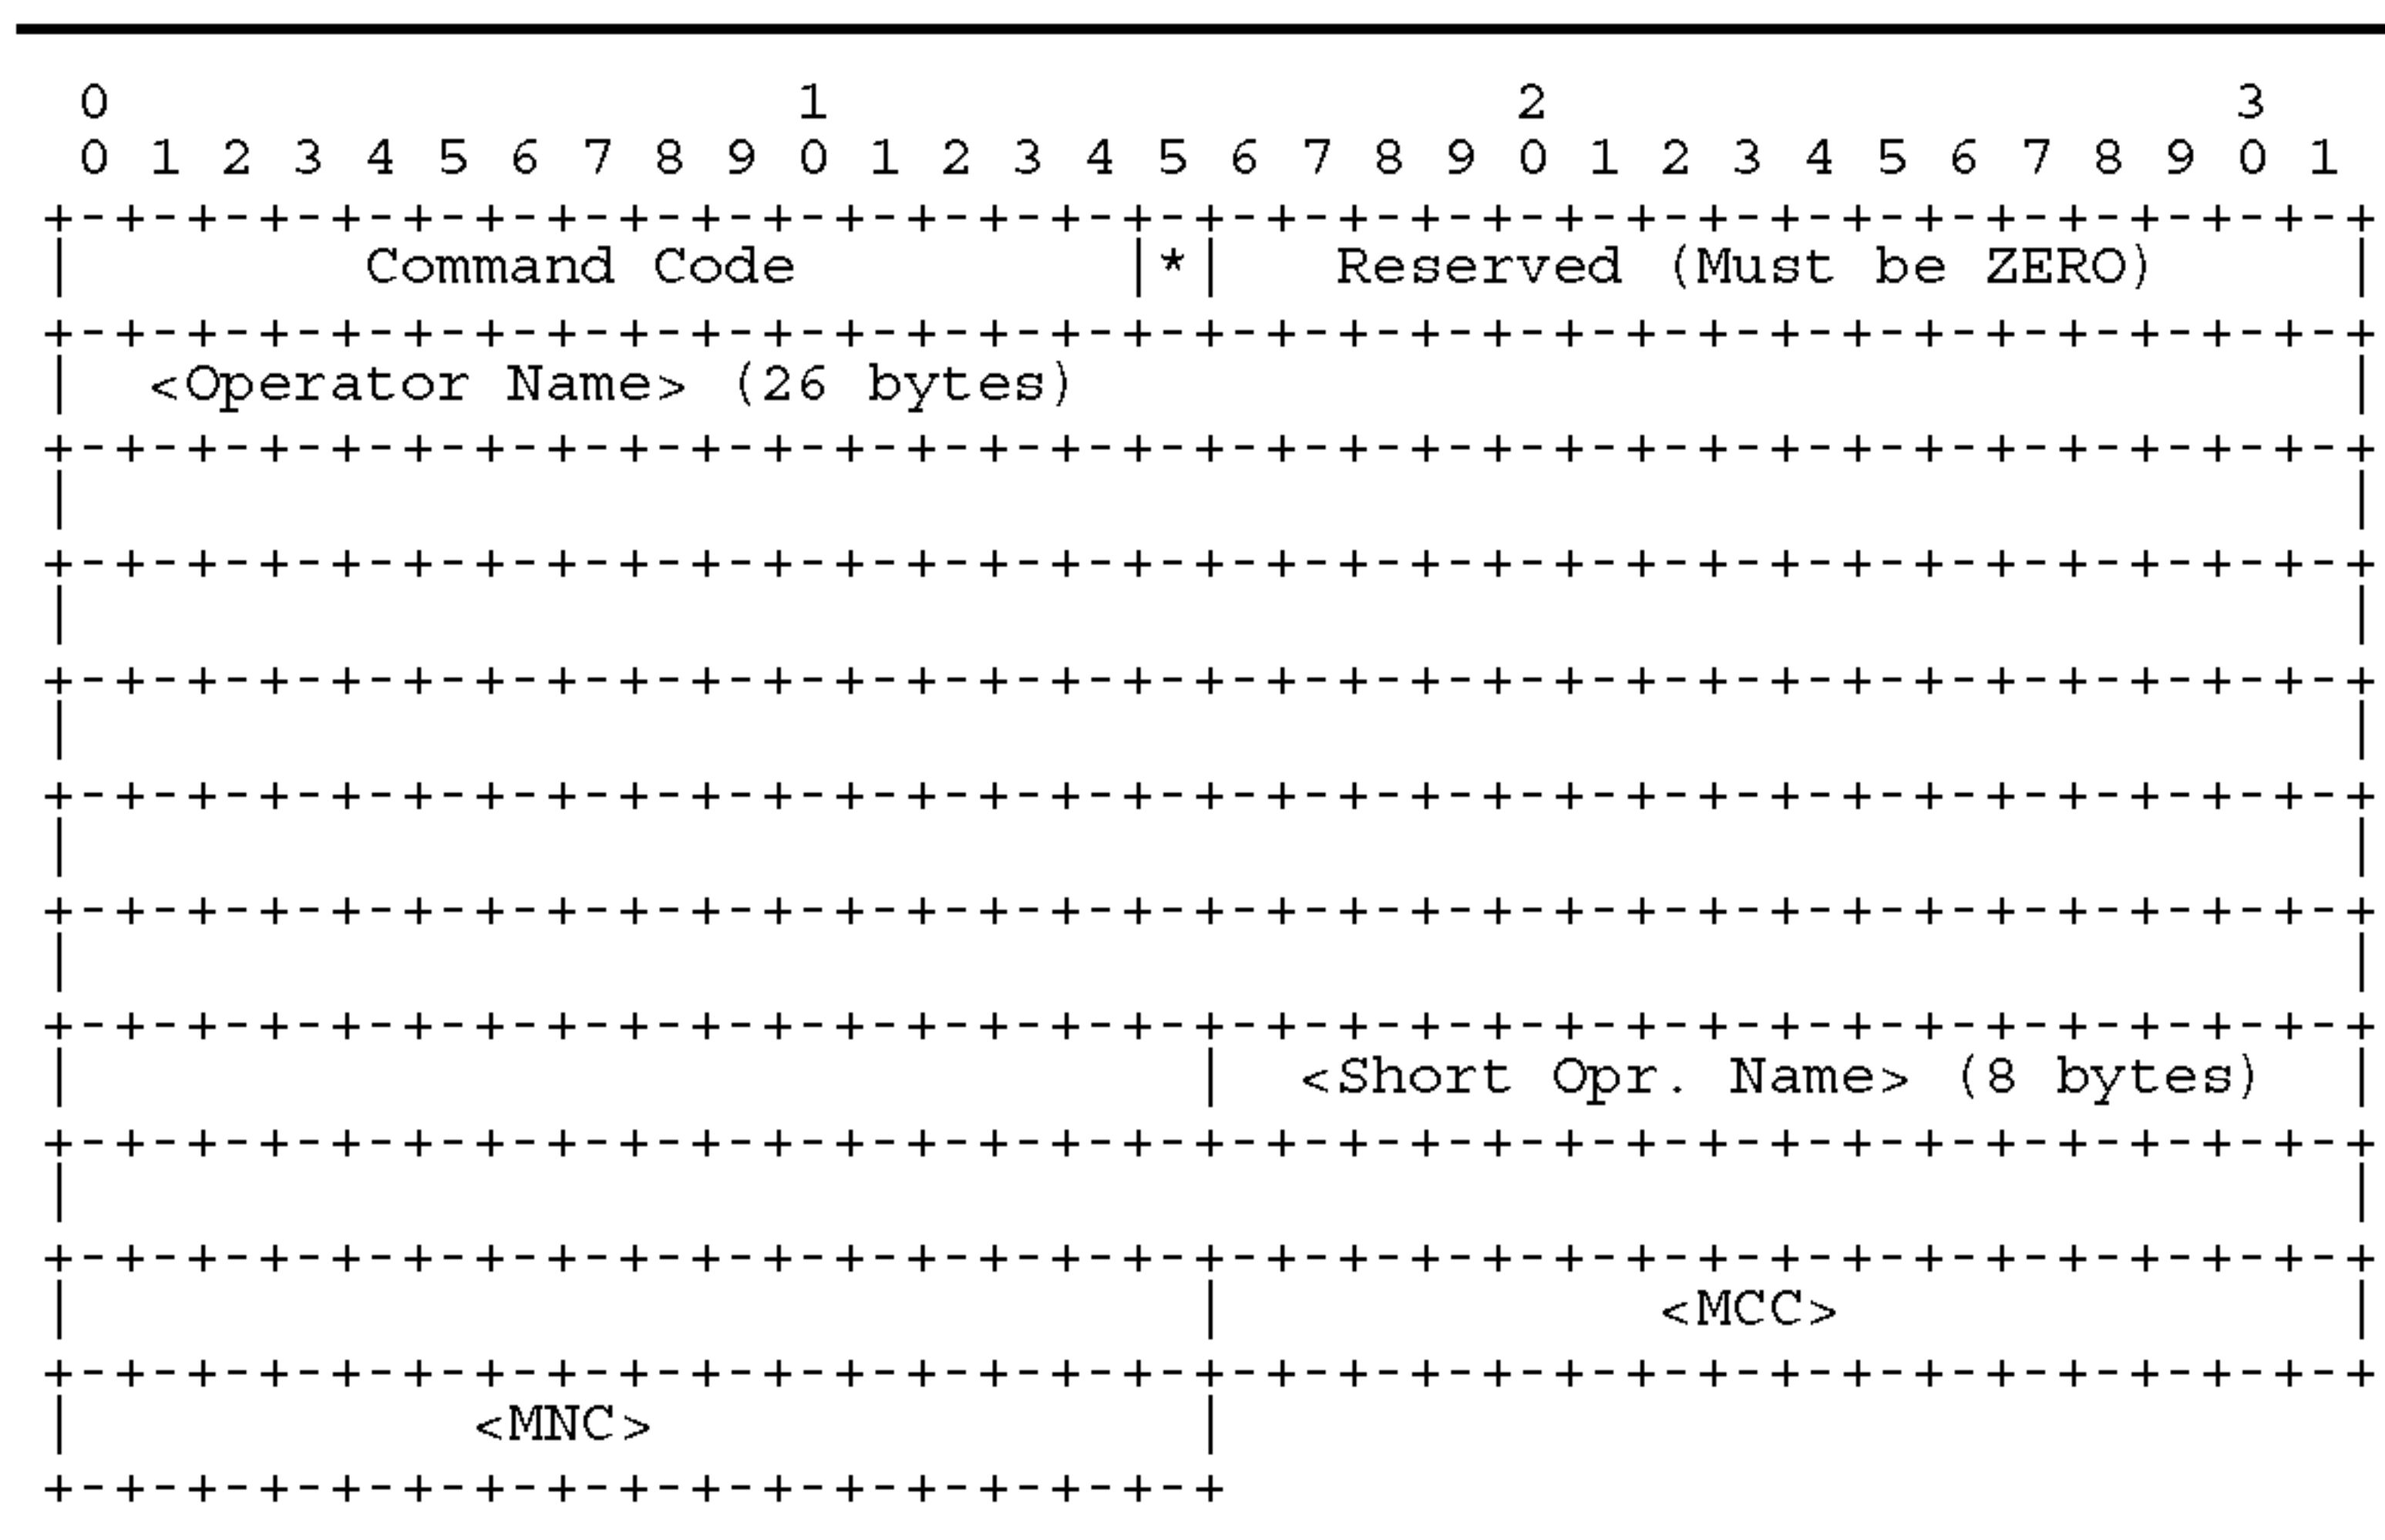 0                   1                   2                   3
0 1 2 3 4 5 6 7 8 9 0 1 2 3 4 5 6 7 8 9 0 1 2 3 4 5 6 7 8 9 0 1
+-+-+-+-+-+-+-+-+-+-+-+-+-+-+-+-+-+-+-+-+-+-+-+-+-+-+-+-+-+-+-+-+
|        Command Code         |*|   Reserved (Must be ZERO)     |
+-+-+-+-+-+-+-+-+-+-+-+-+-+-+-+-+-+-+-+-+-+-+-+-+-+-+-+-+-+-+-+-+
|  <Operator Name> (26 bytes)                                   |
+-+-+-+-+-+-+-+-+-+-+-+-+-+-+-+-+-+-+-+-+-+-+-+-+-+-+-+-+-+-+-+-+
|                                                               |
+-+-+-+-+-+-+-+-+-+-+-+-+-+-+-+-+-+-+-+-+-+-+-+-+-+-+-+-+-+-+-+-+
|                                                               |
+-+-+-+-+-+-+-+-+-+-+-+-+-+-+-+-+-+-+-+-+-+-+-+-+-+-+-+-+-+-+-+-+
|                                                               |
+-+-+-+-+-+-+-+-+-+-+-+-+-+-+-+-+-+-+-+-+-+-+-+-+-+-+-+-+-+-+-+-+
|                                                               |
+-+-+-+-+-+-+-+-+-+-+-+-+-+-+-+-+-+-+-+-+-+-+-+-+-+-+-+-+-+-+-+-+
|                                                               |
+-+-+-+-+-+-+-+-+-+-+-+-+-+-+-+-+-+-+-+-+-+-+-+-+-+-+-+-+-+-+-+-+
|                               |  <Short Opr. Name> (8 bytes)  |
+-+-+-+-+-+-+-+-+-+-+-+-+-+-+-+-+-+-+-+-+-+-+-+-+-+-+-+-+-+-+-+-+
|                                                               |
+-+-+-+-+-+-+-+-+-+-+-+-+-+-+-+-+-+-+-+-+-+-+-+-+-+-+-+-+-+-+-+-+
|                               |            <MCC>              |
+-+-+-+-+-+-+-+-+-+-+-+-+-+-+-+-+-+-+-+-+-+-+-+-+-+-+-+-+-+-+-+-+
|           <MNC>               |
+-+-+-+-+-+-+-+-+-+-+-+-+-+-+-+-+